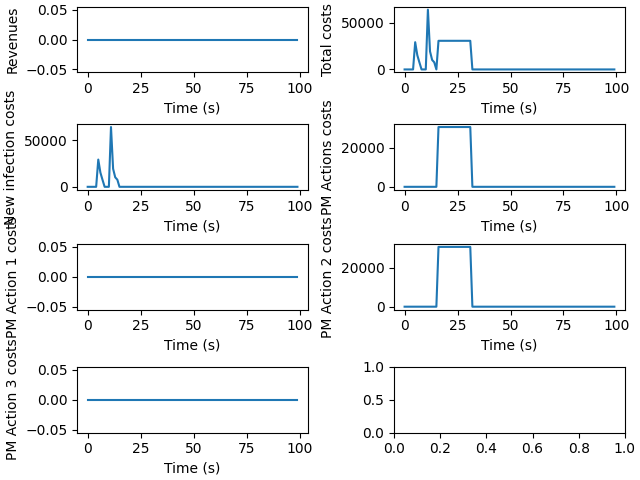 Revenues
0.05
0.00
−0.05
0 25 50 75 100
Time (s)
Total costs
50000
0
0 25 50 75 100
Time (s)
New infection costs
50000
0
0 25 50 75 100
Time (s)
PM Actions costs
20000
0
0 25 50 75 100
Time (s)
PM Action 1 costs
0.05
0.00
−0.05
0 25 50 75 100
Time (s)
PM Action 2 costs
20000
0
0 25 50 75 100
Time (s)
PM Action 3 costs
0.05
0.00
−0.05
0 25 50 75 100
Time (s)
1.0
0.5
0.0
0.0 0.2 0.4 0.6 0.8 1.0